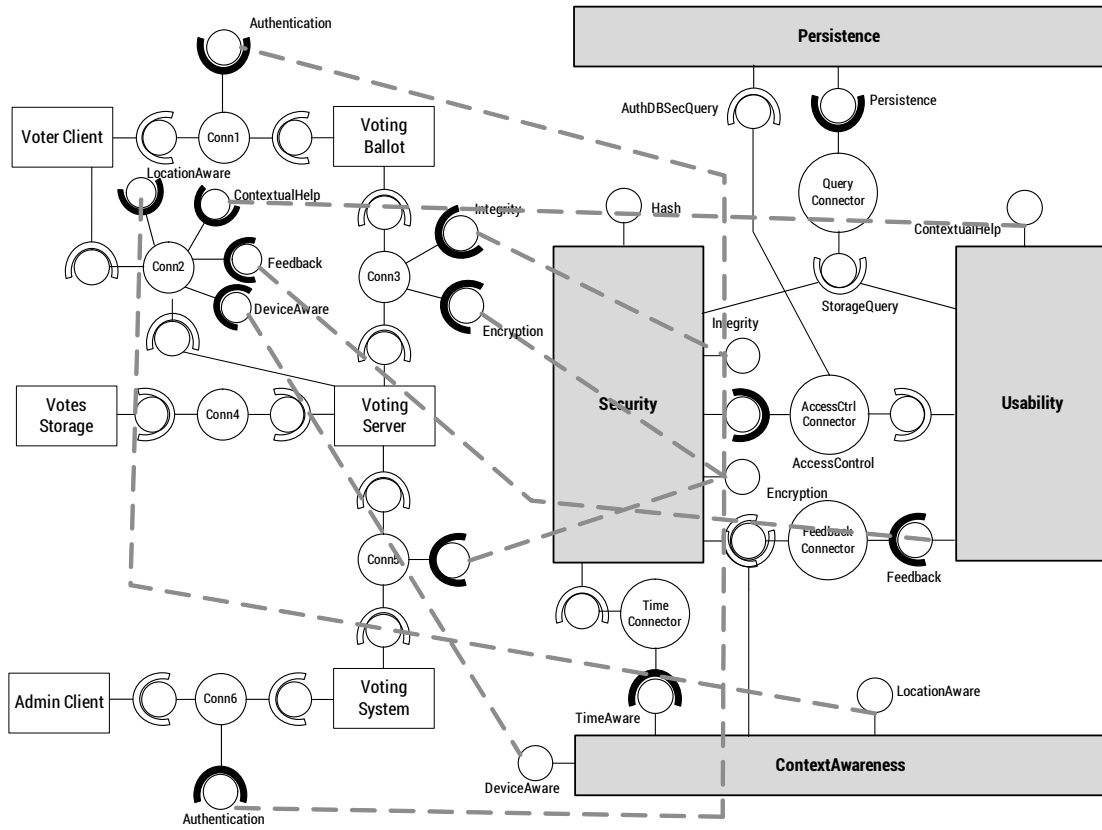 Authentication
Persistence
AuthDBSecQuery
Persistence
Voter Client
Conn1
Voting
Ballot
LocationAware
ContextualHelp
Query
Connector
Integrity
Hash
ContextualHelp
Conn2
Feedback
Conn3
DeviceAware
StorageQuery
Encryption
Integrity
Votes
Storage
Conn4
Voting
Server
Security
AccessCtrl
Connector
Usability
AccessControl
Encryption
Conn5
Feedback
Connector
Feedback
Time
Connector
Admin Client
Conn6
Voting
System
LocationAware
TimeAware
ContextAwareness
DeviceAware
Authentication